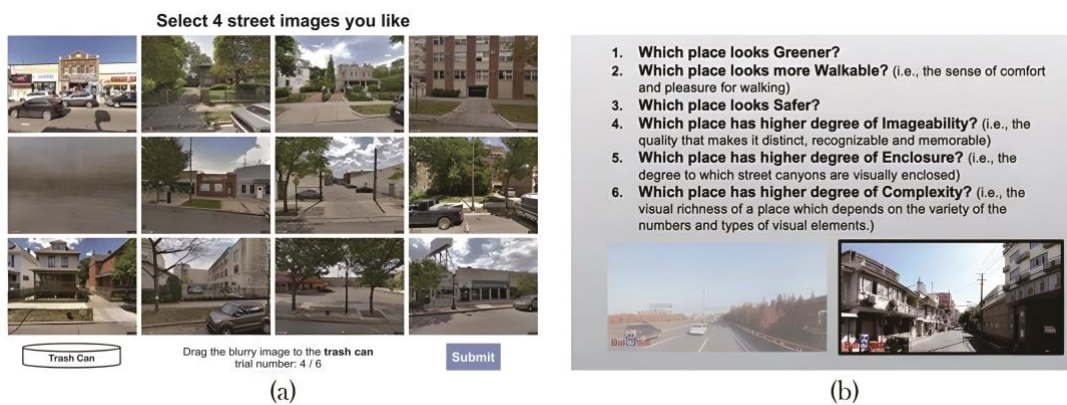 Select 4 street images you like
Trash Can
Drag the blurry image to the trash can
trial number: 4 / 6
Submit
(a)
1. Which place looks Greener?
2. Which place looks more Walkable? (i.e., the sense of comfort
and pleasure for walking)
3. Which place looks Safer?
4. Which place has higher degree of Imageability? (i.e., the
quality that makes it distinct, recognizable and memorable)
5. Which place has higher degree of Enclosure? (i.e., the
degree to which street canyons are visually enclosed)
6. Which place has higher degree of Complexity? (i.e., the
visual richness of a place which depends on the variety of the
numbers and types of visual elements.)
(b)